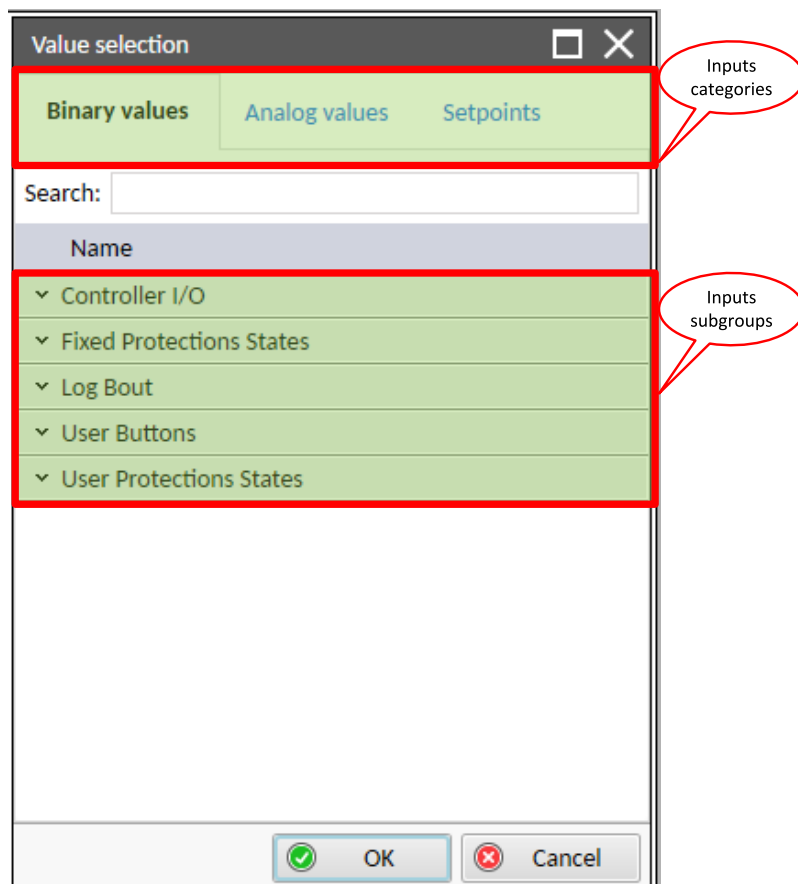 Value selection
Inputs
categories
Binary values
Analog values
Setpoints
Search:
Name
Controller I/O
Inputs
subgroups
Fixed Protections States
Log Bout
User Buttons
User Protections States
OK
Cancel